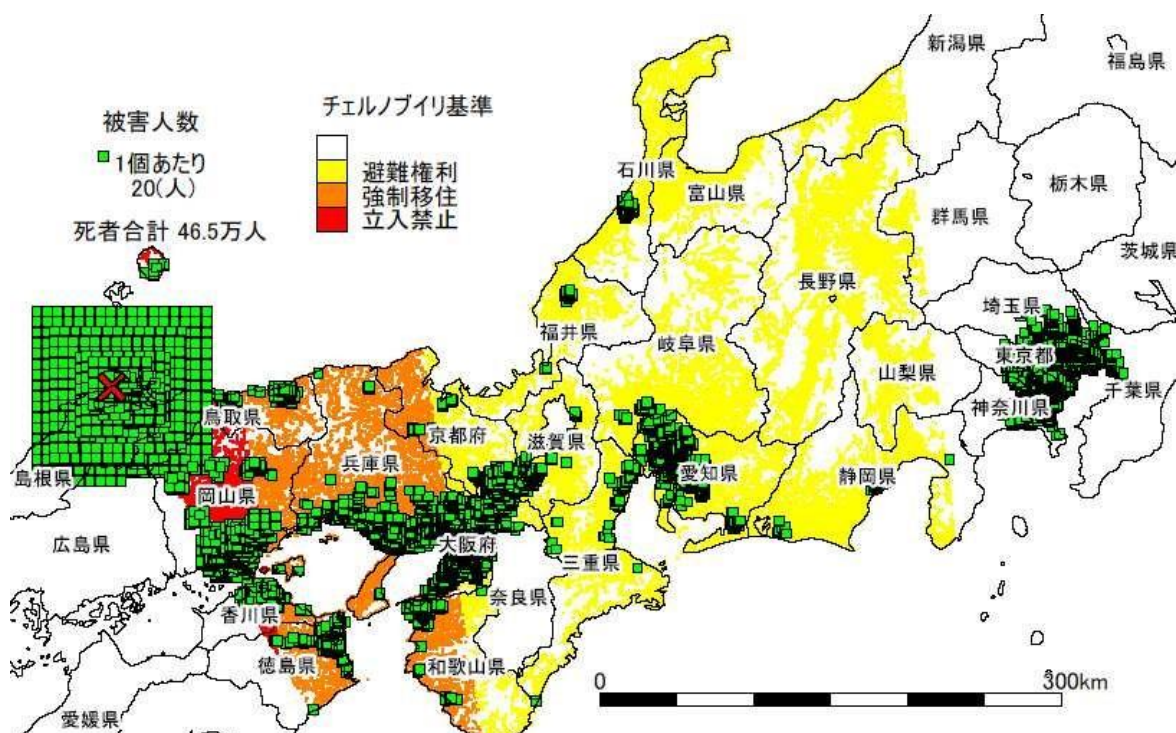 新潟県
福島県
被害人数
1個あたり
20(人)
死者合計 46.5万人
チェルノブイリ基準
避難権利
強制移住
立入禁止
石川県
富山県
栃木県
群馬県
茨城県
長野県
埼玉県
福井県
岐阜県
東京都
山梨県
千葉県
神奈川県
鳥取県
京都府
滋賀県
島根県
兵庫県
愛知県
静岡県
岡山県
広島県
大阪府
三重県
奈良県
香川県
徳島県
和歌山県
0
300km
愛媛県